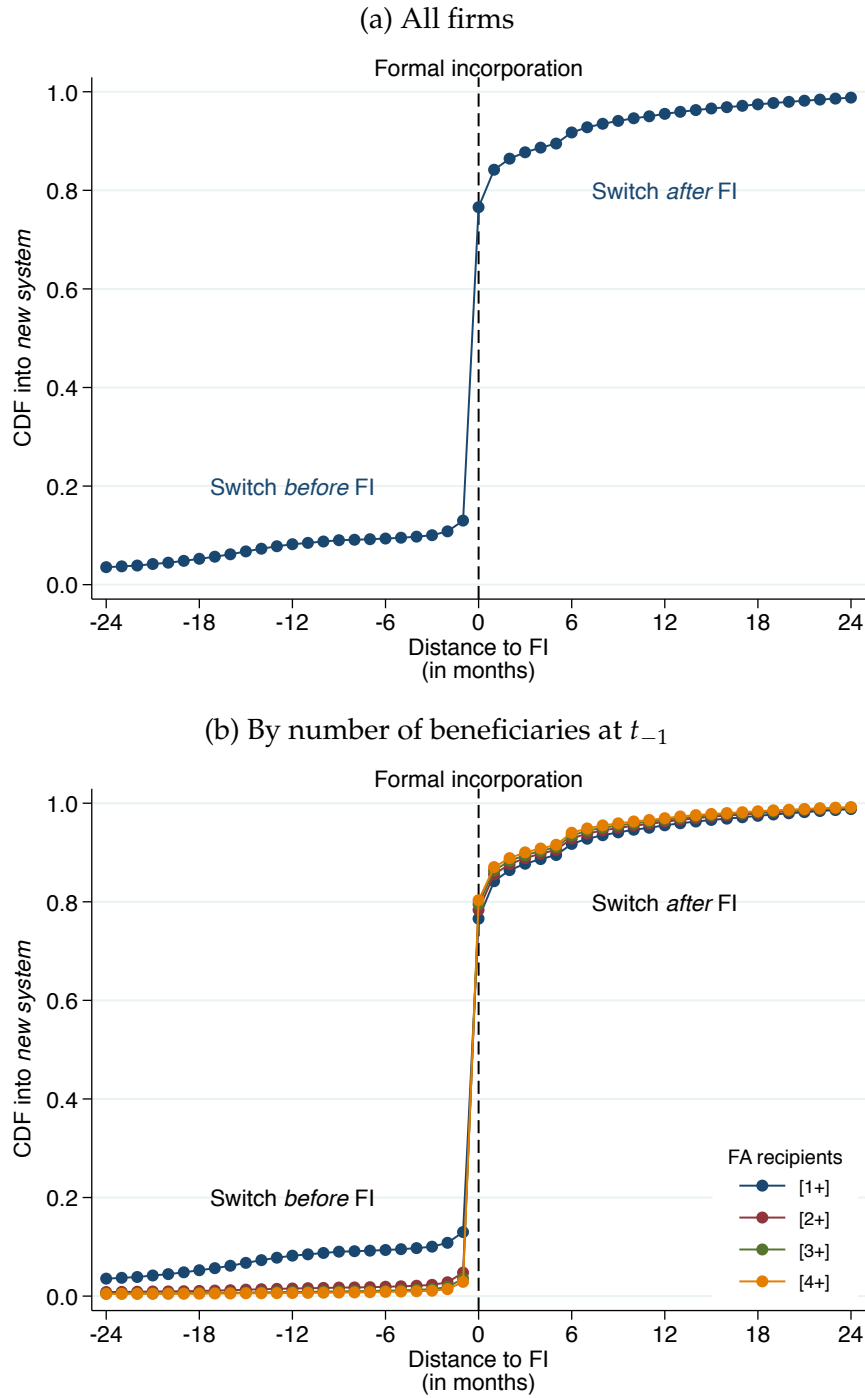 (a) All firms
Formal incorporation
1.0
0.8
0.6
0.4
0.2
0.0
CDF into new system
Switch after FI
Switch before FI
-24 -18 -12 -6 0 6 12 18 24
Distance to FI
(in months)
(b) By number of beneficiaries at t₋₁
Formal incorporation
1.0
0.8
0.6
0.4
0.2
0.0
CDF into new system
Switch after FI
Switch before FI
FA recipients
[1+]
[2+]
[3+]
[4+]
-24 -18 -12 -6 0 6 12 18 24
Distance to FI
(in months)